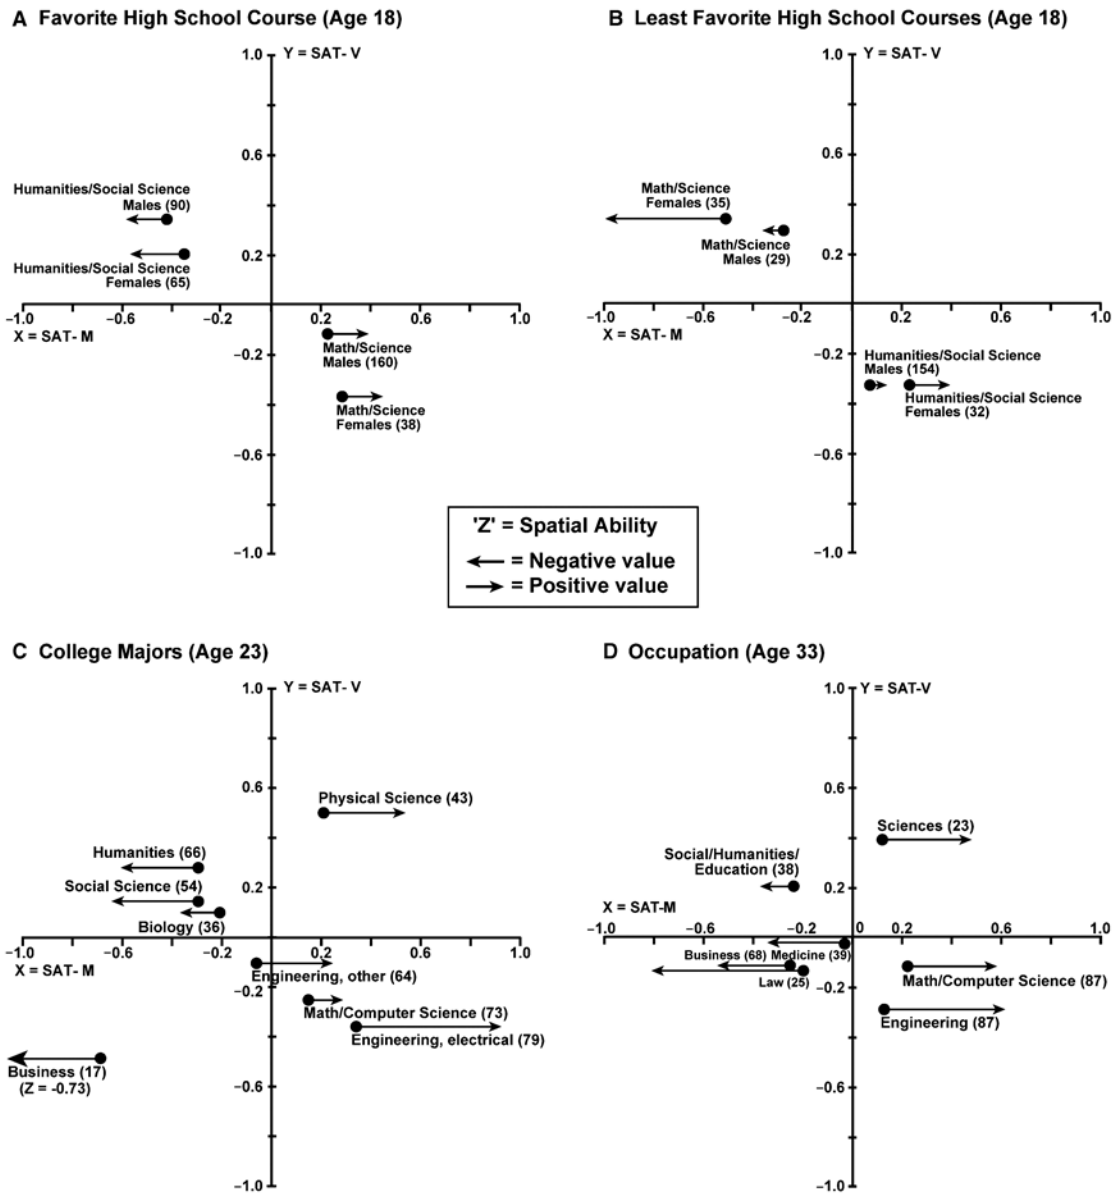 A Favorite High School Course (Age 18)
1.0
Y = SAT- V
0.6
Humanities/Social Science
Males (90)
0.2
Humanities/Social Science
Females (65)
−1.0
−0.6
−0.2
0.2
0.6
1.0
X = SAT- M
−0.2
Math/Science
Males (160)
Math/Science
Females (38)
−0.6
−1.0
B Least Favorite High School Courses (Age 18)
1.0
Y = SAT- V
0.6
Math/Science
Females (35)
Math/Science
Males (29)
0.2
−1.0
−0.6
−0.2
0.2
0.6
1.0
X = SAT- M
−0.2
Humanities/Social Science
Males (154)
Humanities/Social Science
Females (32)
−0.6
−1.0
'Z' = Spatial Ability
= Negative value
= Positive value
C College Majors (Age 23)
1.0
Y = SAT- V
0.6
Physical Science (43)
Humanities (66)
Social Science (54)
0.2
Biology (36)
−1.0
−0.6
−0.2
0.2
0.6
1.0
X = SAT- M
Engineering, other (64)
−0.2
Math/Computer Science (73)
Engineering, electrical (79)
Business (17)
(Z = -0.73)
−0.6
−1.0
D Occupation (Age 33)
1.0
Y = SAT-V
0.6
Sciences (23)
Social/Humanities/
Education (38)
0.2
X = SAT-M
−1.0
−0.6
−0.2
0
0.2
0.6
1.0
Business (68) Medicine (39)
Law (25)
−0.2
Math/Computer Science (87)
Engineering (87)
−0.6
−1.0